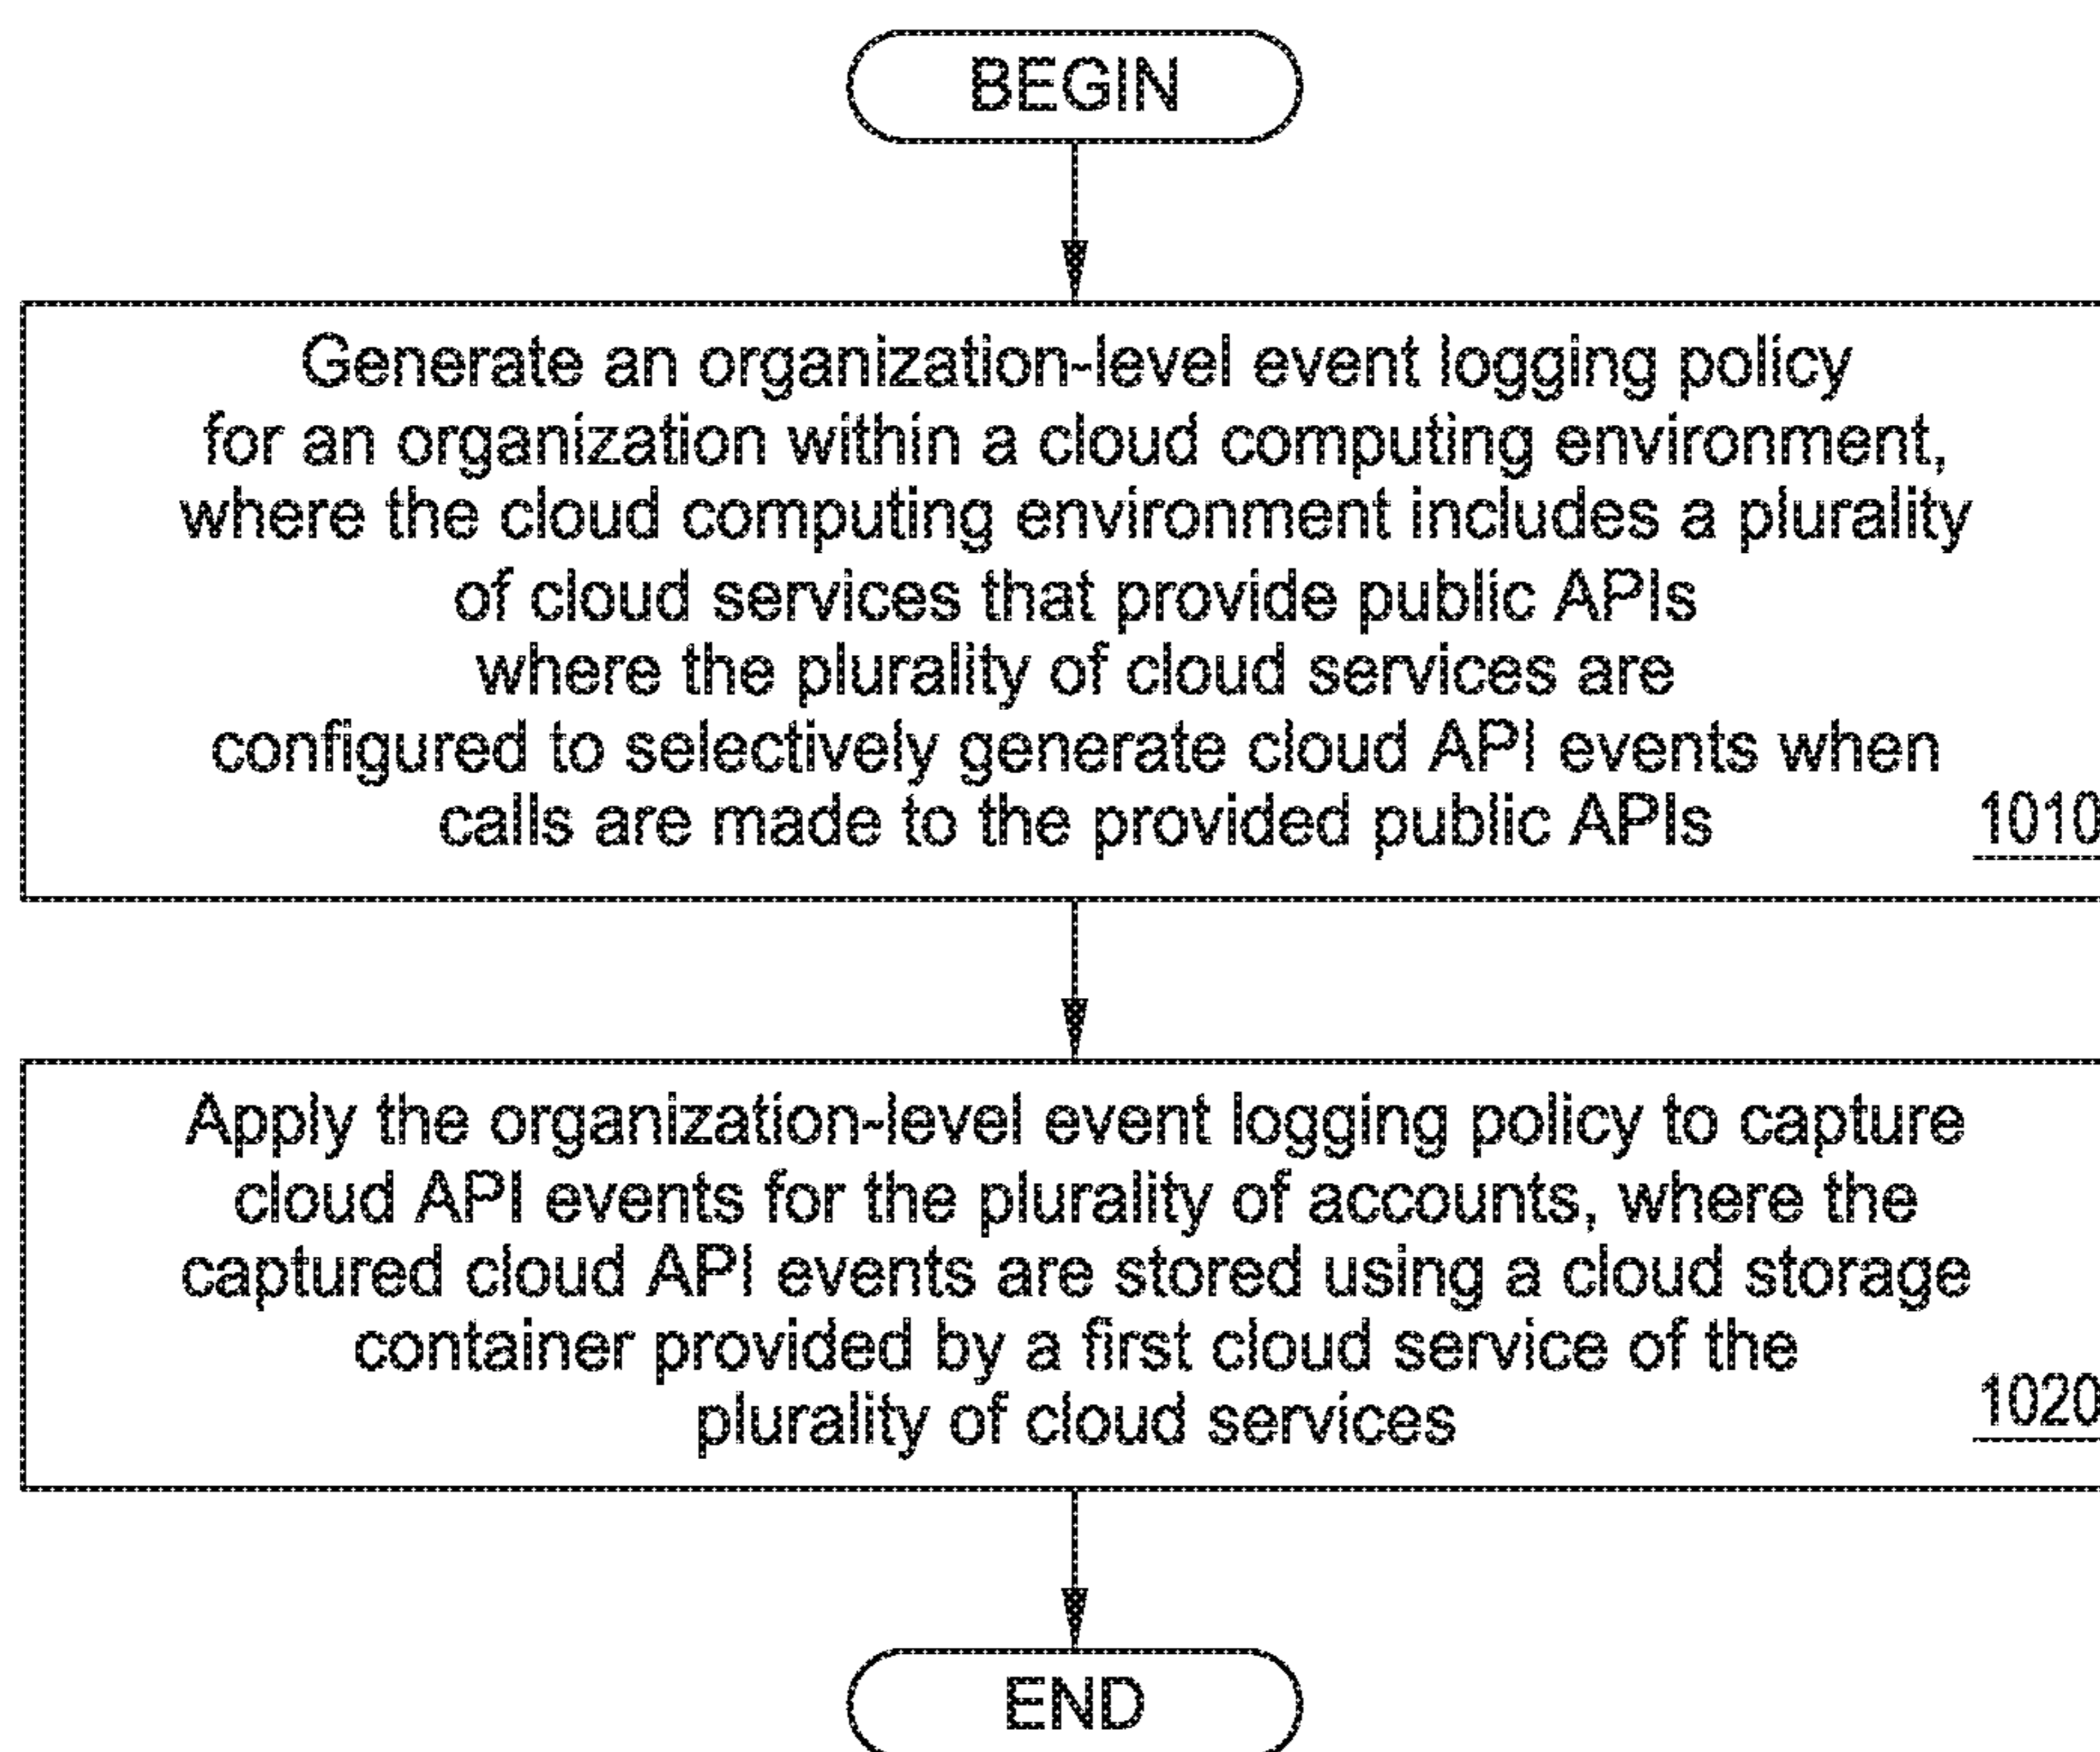 BEGIN
Generate an organization-level event logging policy
for an organization within a cloud computing environment,
where the cloud computing environment includes a plurality
of cloud services that provide public APIs
where the plurality of cloud services are
configured to selectively generate cloud API events when
calls are made to the provided public APIs
1010
Apply the organization-level event logging policy to capture
cloud API events for the plurality of accounts, where the
captured cloud API events are stored using a cloud storage
container provided by a first cloud service of the
plurality of cloud services
1020
END